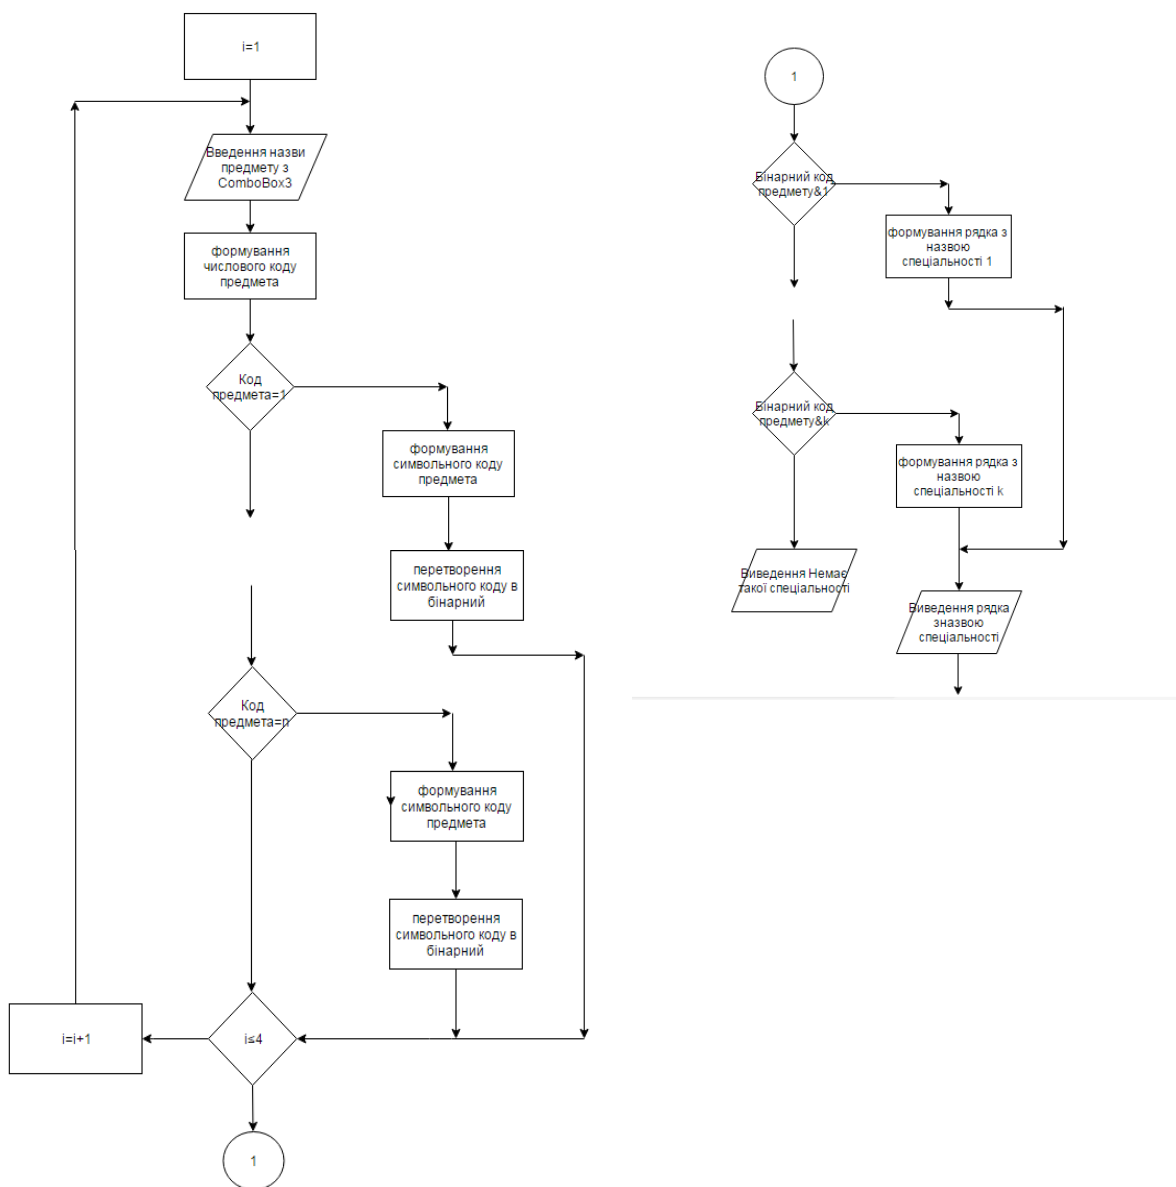 i=1
Введення назви
предмету з
ComboBox3
формування
числового коду
предмета
Код
предмета=1
формування
символьного коду
предмета
перетворення
символьного коду в
бінарний
Код
предмета=n
формування
символьного коду
предмета
перетворення
символьного коду в
бінарний
i≤4
i=i+1
1
1
Бінарний код
предмету&1
формування рядка з
назвою
спеціальності 1
Бінарний код
предмету&k
формування рядка з
назвою
спеціальності k
Виведення Немає
такої спеціальності
Виведення рядка
зназвою
спеціальності